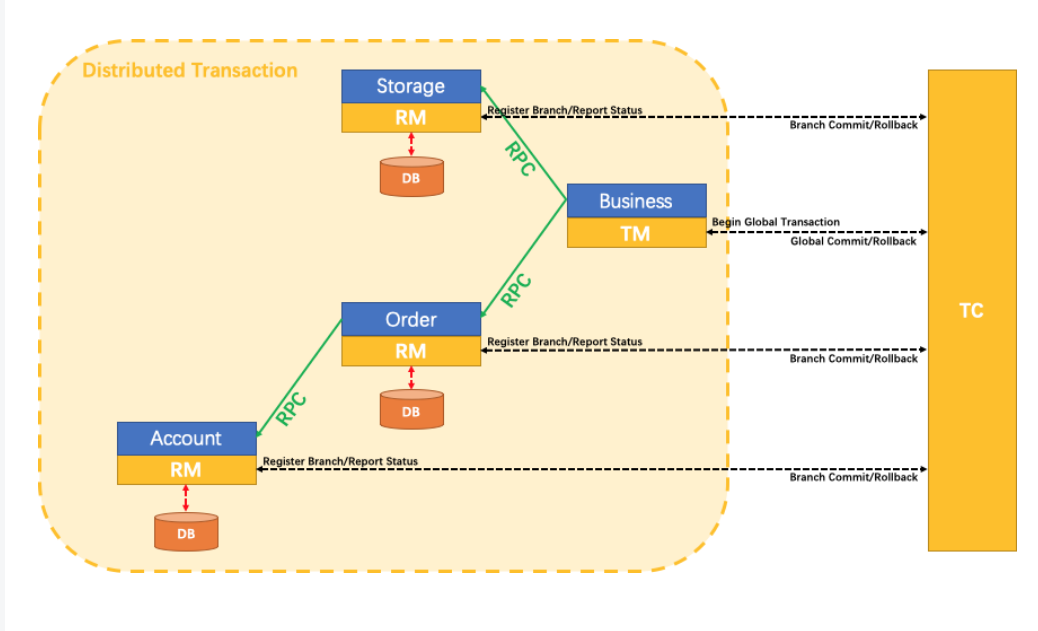 Distributed Transaction
Storage
RM
Register Branch/Report Status
Branch Commit/Rollback
DB
RPC
Business
TM
Begin Global Transaction
Global Commit/Rollback
RPC
TC
Order
RM
Register Branch/Report Status
Branch Commit/Rollback
DB
RPC
Account
RM
Register Branch/Report Status
Branch Commit/Rollback
DB